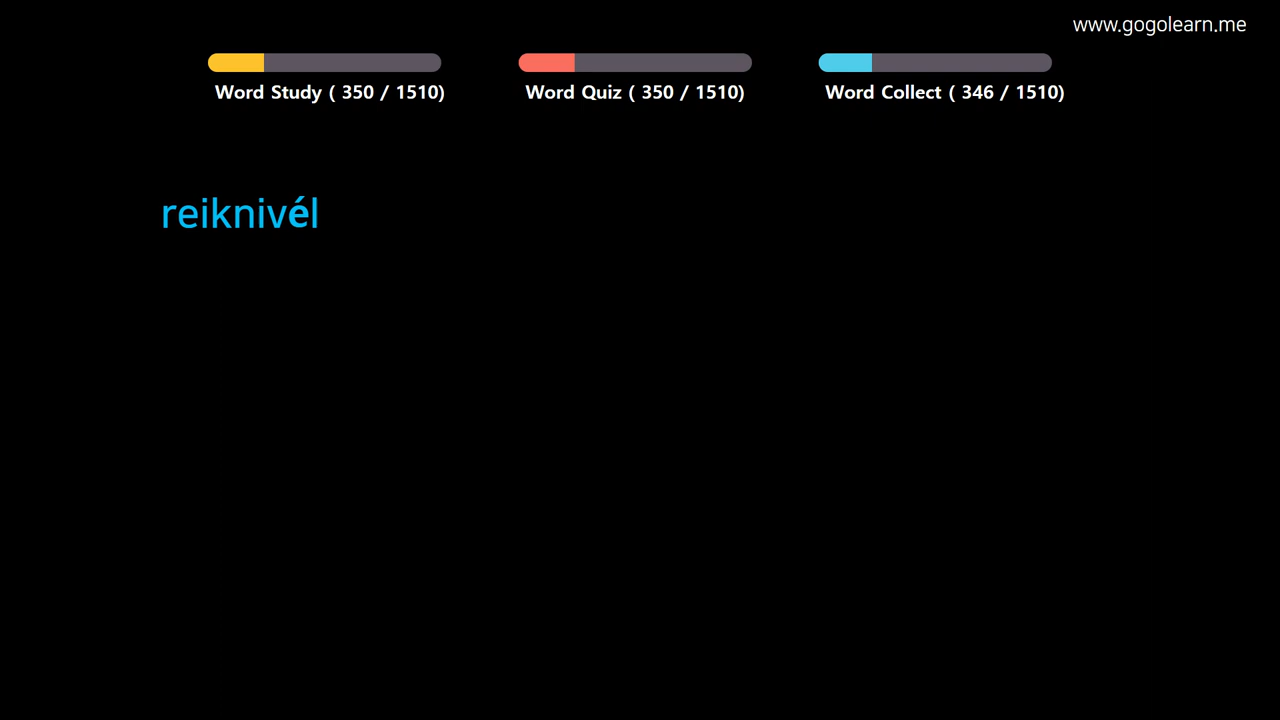 www.gogolearn.me
Word Study ( 350 / 1510)
Word Quiz ( 350 / 1510)
Word Collect ( 346 / 1510)
reiknivél